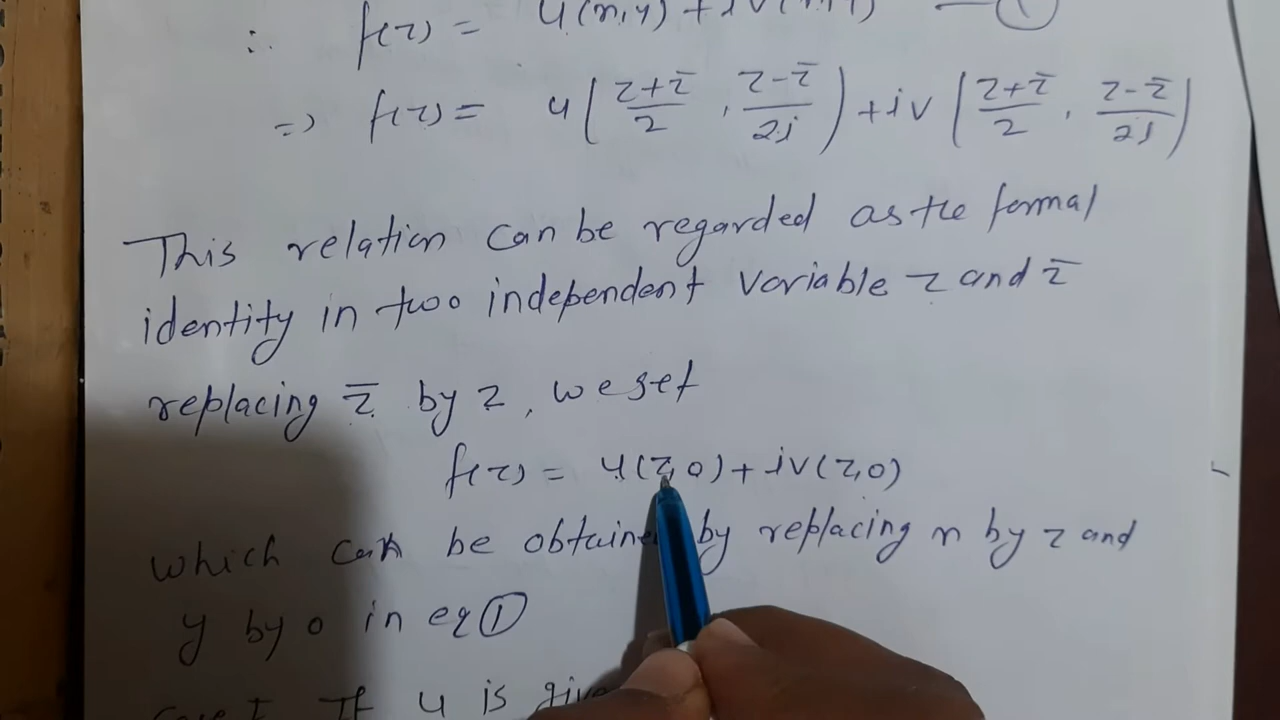 ∴ f(z) = u(x,y) + iv(x,y) — ①
=> f(z) = u( z+z̄/2 , z-z̄/2i ) + iv( z+z̄/2 , z-z̄/2i )
This relation can be regarded as the formal
identity in two independent variable z and z̄
replacing z̄ by z, we get
f(z) = u(z,0) + iv(z,0)
which can be obtained by replacing x by z and
y by 0 in eq ①
case I If u is